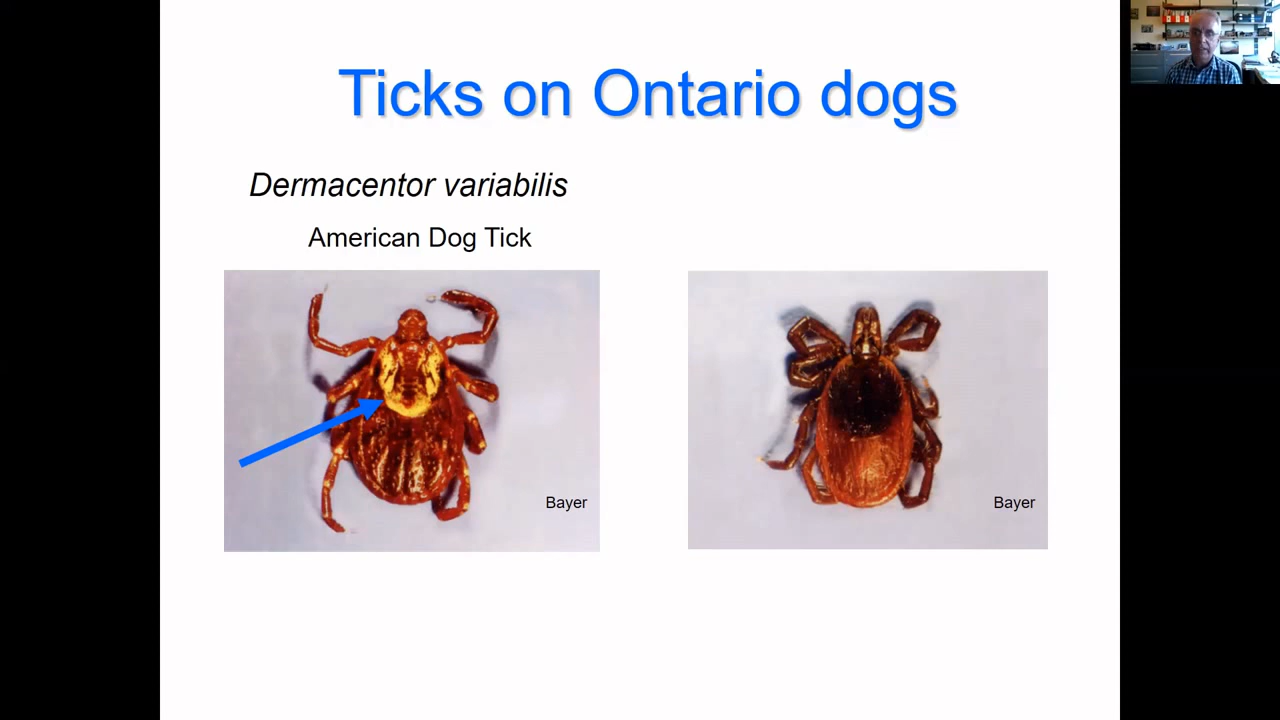 Ticks on Ontario dogs
Dermacentor variabilis
American Dog Tick
Bayer
Bayer